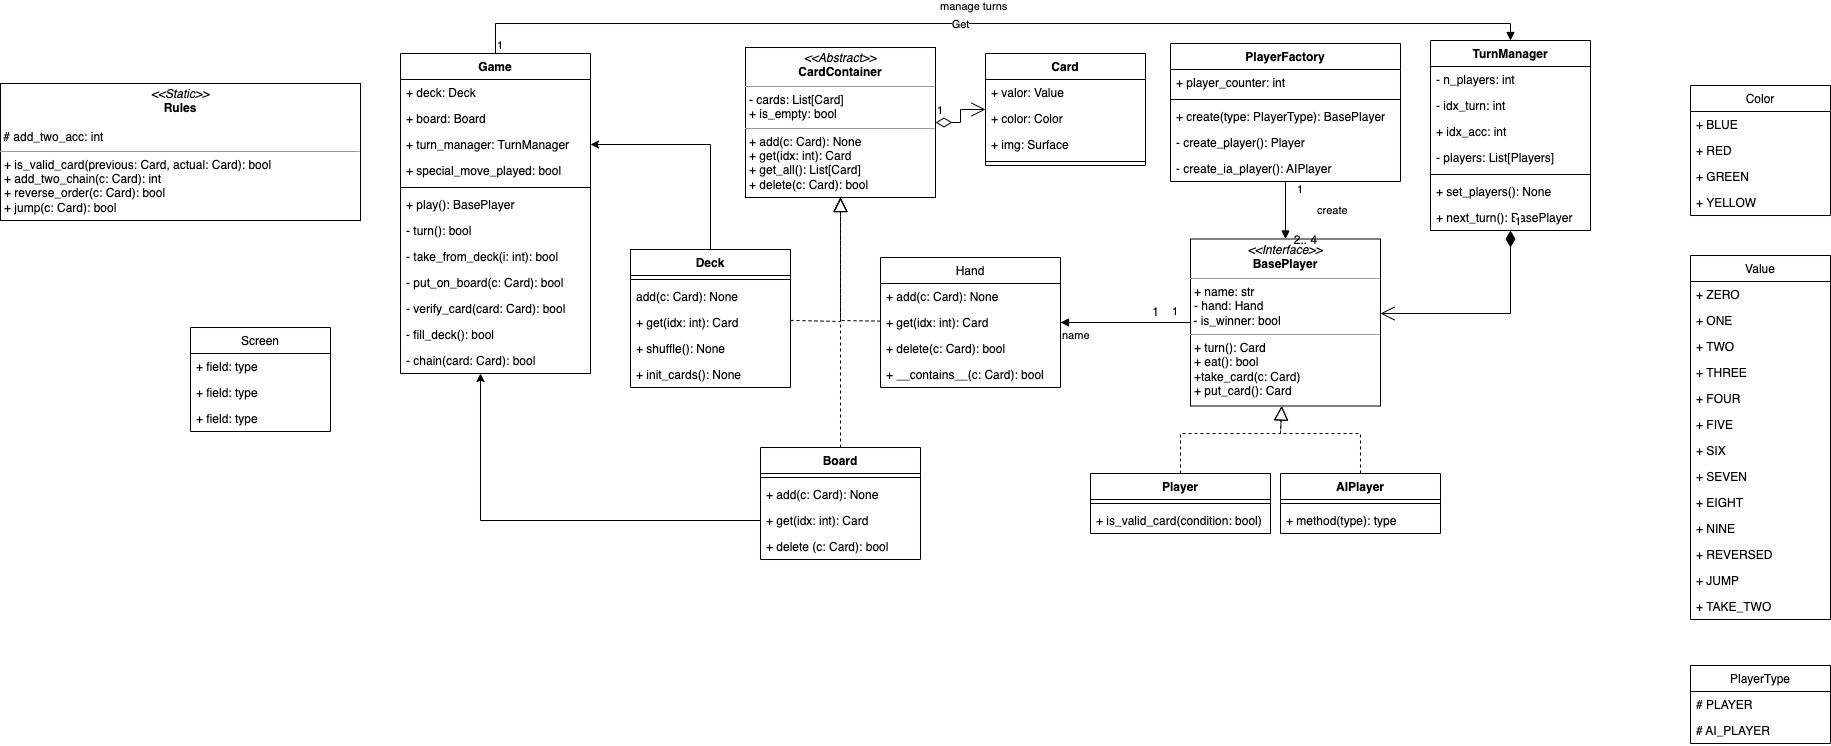 manage turns
Get
1
<<Static>>
Rules
# add_two_acc: int
+ is_valid_card(previous: Card, actual: Card): bool
+ add_two_chain(c: Card): int
+ reverse_order(c: Card): bool
+ jump(c: Card): bool
Screen
+ field: type
+ field: type
+ field: type
Game
+ deck: Deck
+ board: Board
+ turn_manager: TurnManager
+ special_move_played: bool
+ play(): BasePlayer
- turn(): bool
- take_from_deck(i: int): bool
- put_on_board(c: Card): bool
- verify_card(card: Card): bool
- fill_deck(): bool
- chain(card: Card): bool
<<Abstract>>
CardContainer
- cards: List[Card]
+ is_empty: bool
+ add(c: Card): None
+ get(idx: int): Card
+ get_all(): List[Card]
+ delete(c: Card): bool
1
Card
+ valor: Value
+ color: Color
+ img: Surface
Deck
add(c: Card): None
+ get(idx: int): Card
+ shuffle(): None
+ init_cards(): None
Hand
+ add(c: Card): None
+ get(idx: int): Card
+ delete(c: Card): bool
+ __contains__(c: Card): bool
Board
+ add(c: Card): None
+ get(idx: int): Card
+ delete (c: Card): bool
PlayerFactory
+ player_counter: int
+ create(type: PlayerType): BasePlayer
- create_player(): Player
- create_ia_player(): AIPlayer
1
create
2.. 4
<<Interface>>
BasePlayer
+ name: str
- hand: Hand
- is_winner: bool
+ turn(): Card
+ eat(): bool
+take_card(c: Card)
+ put_card(): Card
1 1
name
Player
+ is_valid_card(condition: bool)
AIPlayer
+ method(type): type
TurnManager
- n_players: int
- idx_turn: int
+ idx_acc: int
- players: List[Players]
+ set_players(): None
+ next_turn(): BasePlayer
1
Color
+ BLUE
+ RED
+ GREEN
+ YELLOW
Value
+ ZERO
+ ONE
+ TWO
+ THREE
+ FOUR
+ FIVE
+ SIX
+ SEVEN
+ EIGHT
+ NINE
+ REVERSED
+ JUMP
+ TAKE_TWO
PlayerType
# PLAYER
# AI_PLAYER